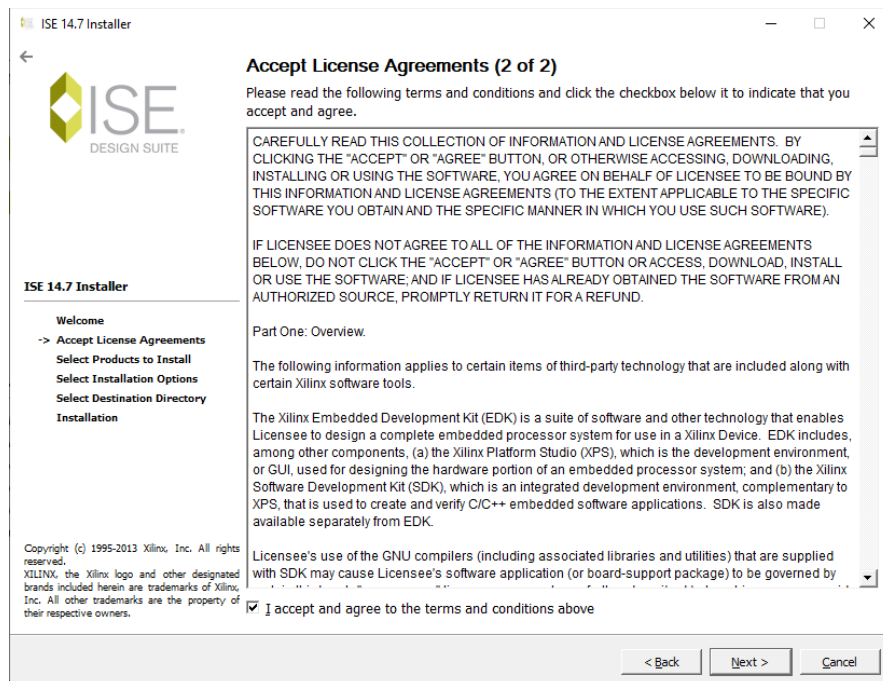 ISE 14.7 Installer
ISE
DESIGN SUITE
ISE 14.7 Installer
Welcome
-> Accept License Agreements
Select Products to Install
Select Installation Options
Select Destination Directory
Installation
Copyright (c) 1995-2013 Xilinx, Inc. All rights
reserved.
XILINX, the Xilinx logo and other designated
brands included herein are trademarks of Xilinx,
Inc. All other trademarks are the property of
their respective owners.
Accept License Agreements (2 of 2)
Please read the following terms and conditions and click the checkbox below it to indicate that you
accept and agree.
CAREFULLY READ THIS COLLECTION OF INFORMATION AND LICENSE AGREEMENTS. BY
CLICKING THE "ACCEPT" OR "AGREE" BUTTON, OR OTHERWISE ACCESSING, DOWNLOADING,
INSTALLING OR USING THE SOFTWARE, YOU AGREE ON BEHALF OF LICENSEE TO BE BOUND BY
THIS INFORMATION AND LICENSE AGREEMENTS (TO THE EXTENT APPLICABLE TO THE SPECIFIC
SOFTWARE YOU OBTAIN AND THE SPECIFIC MANNER IN WHICH YOU USE SUCH SOFTWARE).
IF LICENSEE DOES NOT AGREE TO ALL OF THE INFORMATION AND LICENSE AGREEMENTS
BELOW, DO NOT CLICK THE "ACCEPT" OR "AGREE" BUTTON OR ACCESS, DOWNLOAD, INSTALL
OR USE THE SOFTWARE; AND IF LICENSEE HAS ALREADY OBTAINED THE SOFTWARE FROM AN
AUTHORIZED SOURCE, PROMPTLY RETURN IT FOR A REFUND.
Part One: Overview.
The following information applies to certain items of third-party technology that are included along with
certain Xilinx software tools.
The Xilinx Embedded Development Kit (EDK) is a suite of software and other technology that enables
Licensee to design a complete embedded processor system for use in a Xilinx Device. EDK includes,
among other components, (a) the Xilinx Platform Studio (XPS), which is the development environment,
or GUI, used for designing the hardware portion of an embedded processor system; and (b) the Xilinx
Software Development Kit (SDK), which is an integrated development environment, complementary to
XPS, that is used to create and verify C/C++ embedded software applications. SDK is also made
available separately from EDK.
Licensee's use of the GNU compilers (including associated libraries and utilities) that are supplied
with SDK may cause Licensee's software application (or board-support package) to be governed by
I accept and agree to the terms and conditions above
< Back
Next >
Cancel